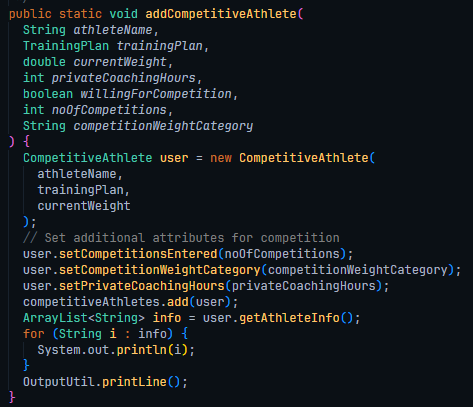 public static void addCompetitiveAthlete(
  String athleteName,
  TrainingPlan trainingPlan,
  double currentWeight,
  int privateCoachingHours,
  boolean willingForCompetition,
  int noOfCompetitions,
  String competitionWeightCategory
) {
  CompetitiveAthlete user = new CompetitiveAthlete(
    athleteName,
    trainingPlan,
    currentWeight
  );
  // Set additional attributes for competition
  user.setCompetitionsEntered(noOfCompetitions);
  user.setCompetitionWeightCategory(competitionWeightCategory);
  user.setPrivateCoachingHours(privateCoachingHours);
  competitiveAthletes.add(user);
  ArrayList<String> info = user.getAthleteInfo();
  for (String i : info) {
    System.out.println(i);
  }
  OutputUtil.printLine();
}